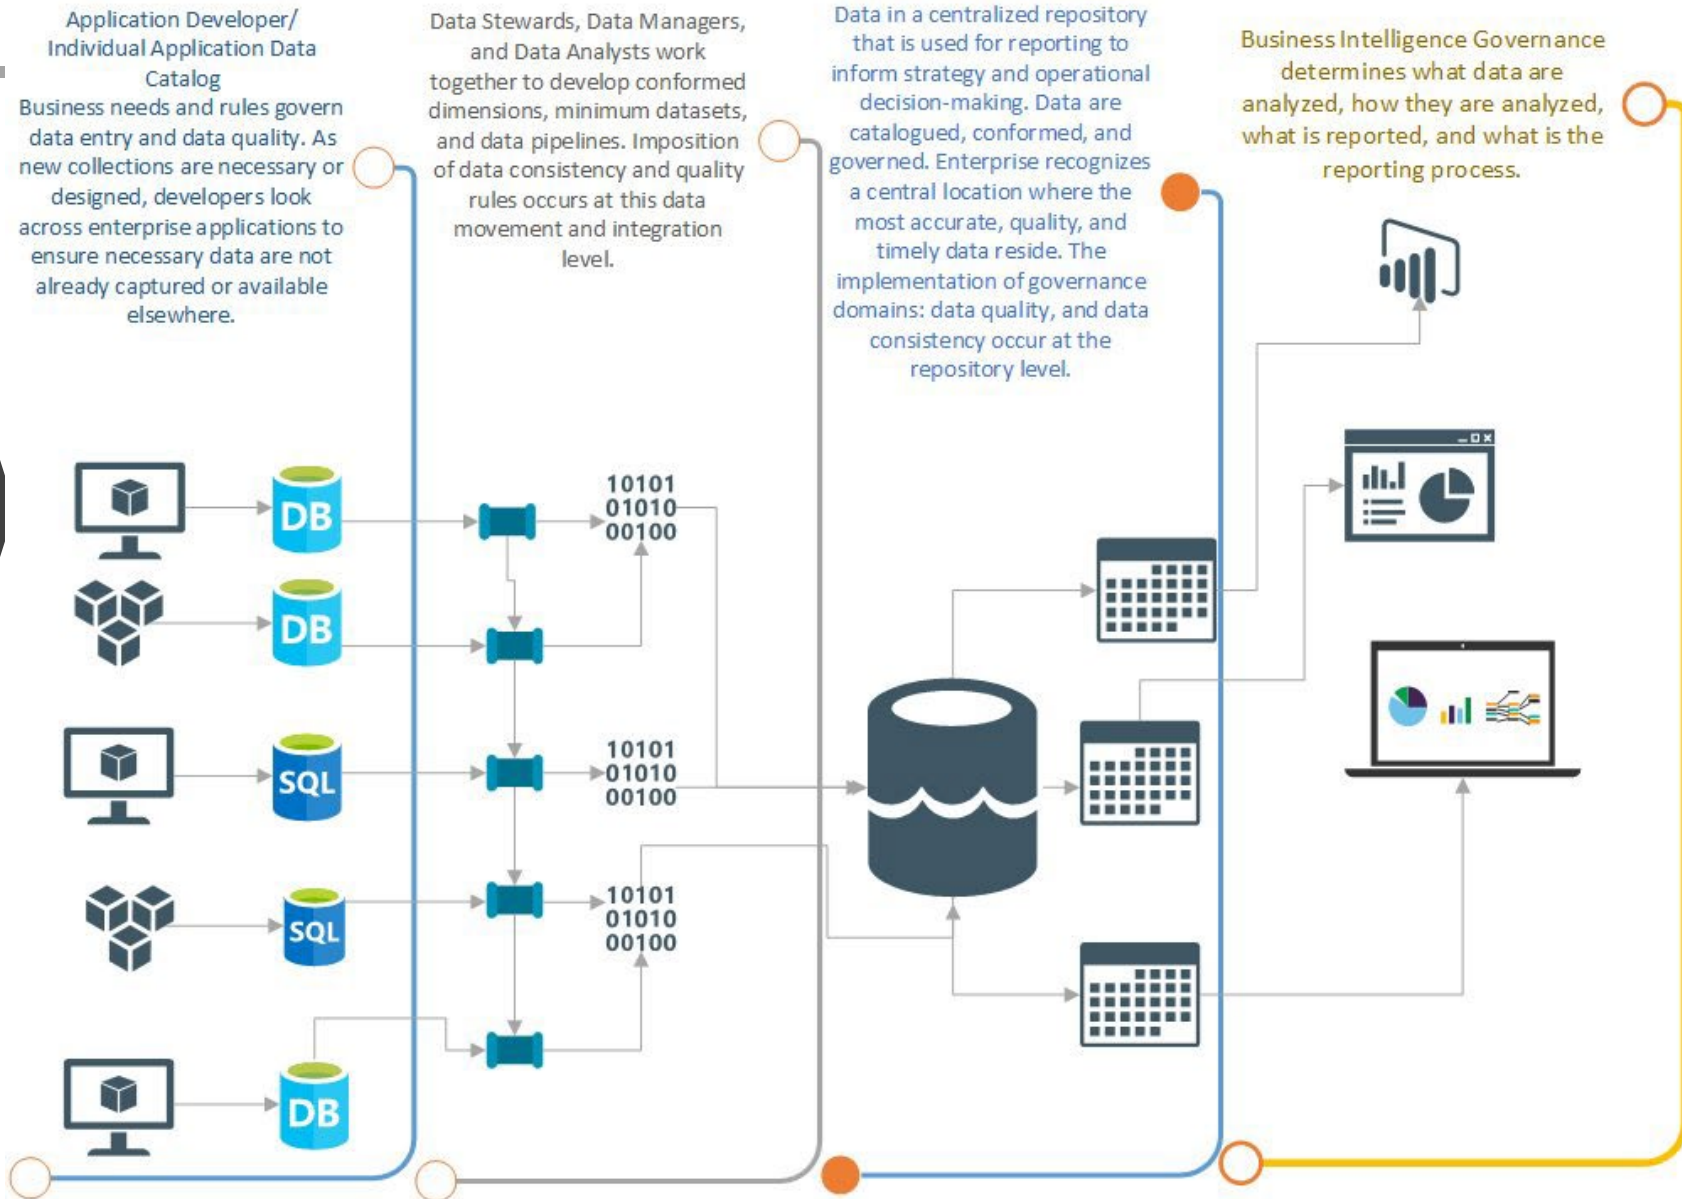 Application Developer/
Individual Application Data
Catalog
Business needs and rules govern
data entry and data quality. As
new collections are necessary or
designed, developers look
across enterprise applications to
ensure necessary data are not
already captured or available
elsewhere.
Data Stewards, Data Managers,
and Data Analysts work
together to develop conformed
dimensions, minimum datasets,
and data pipelines. Imposition
of data consistency and quality
rules occurs at this data
movement and integration
level.
Data in a centralized repository
that is used for reporting to
inform strategy and operational
decision-making. Data are
catalogued, conformed, and
governed. Enterprise recognizes
a central location where the
most accurate, quality, and
timely data reside. The
implementation of governance
domains: data quality, and data
consistency occur at the
repository level.
Business Intelligence Governance
determines what data are
analyzed, how they are analyzed,
what is reported, and what is the
reporting process.
DB
10101
01010
00100
DB
SQL
10101
01010
00100
SQL
10101
01010
00100
DB